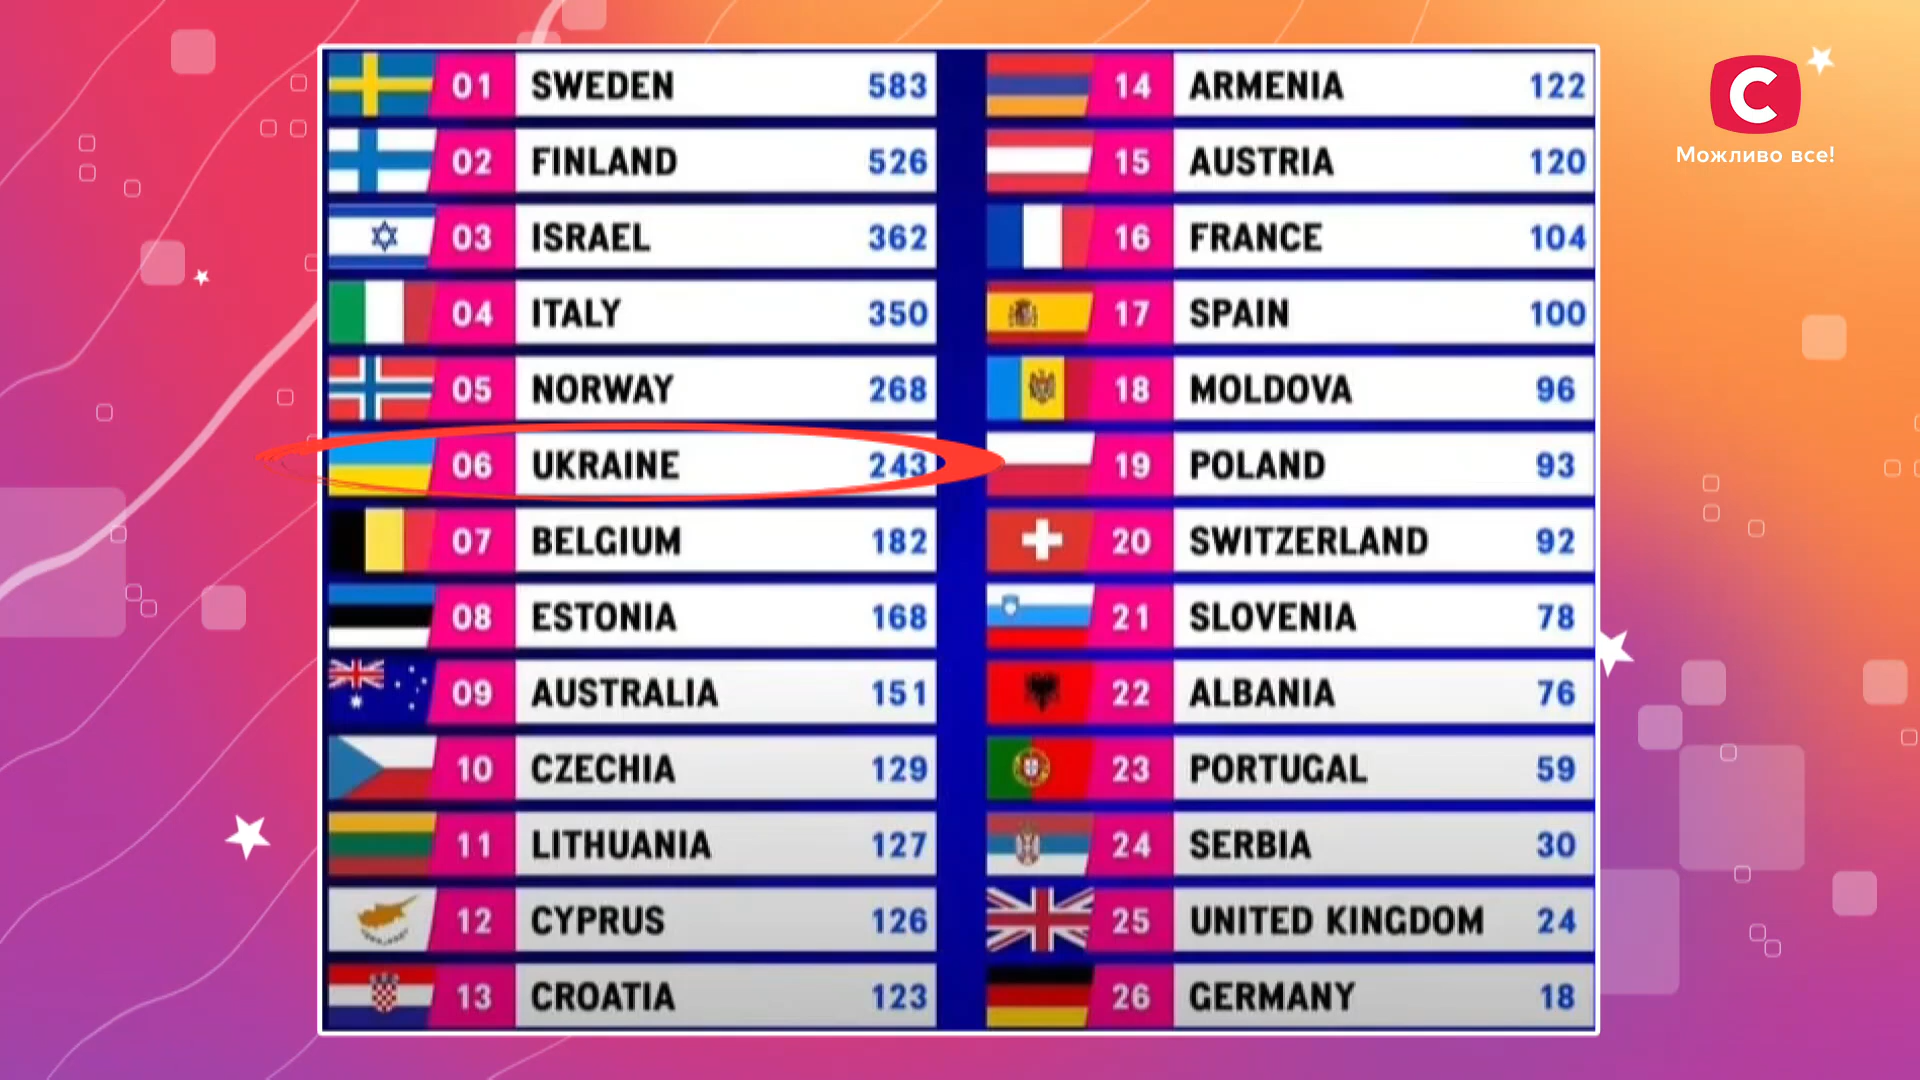 01 SWEDEN 583
02 FINLAND 526
03 ISRAEL 362
04 ITALY 350
05 NORWAY 268
06 UKRAINE 243
07 BELGIUM 182
08 ESTONIA 168
09 AUSTRALIA 151
10 CZECHIA 129
11 LITHUANIA 127
12 CYPRUS 126
13 CROATIA 123
14 ARMENIA 122
15 AUSTRIA 120
16 FRANCE 104
17 SPAIN 100
18 MOLDOVA 96
19 POLAND 93
20 SWITZERLAND 92
21 SLOVENIA 78
22 ALBANIA 76
23 PORTUGAL 59
24 SERBIA 30
25 UNITED KINGDOM 24
26 GERMANY 18
С
Можливо все!